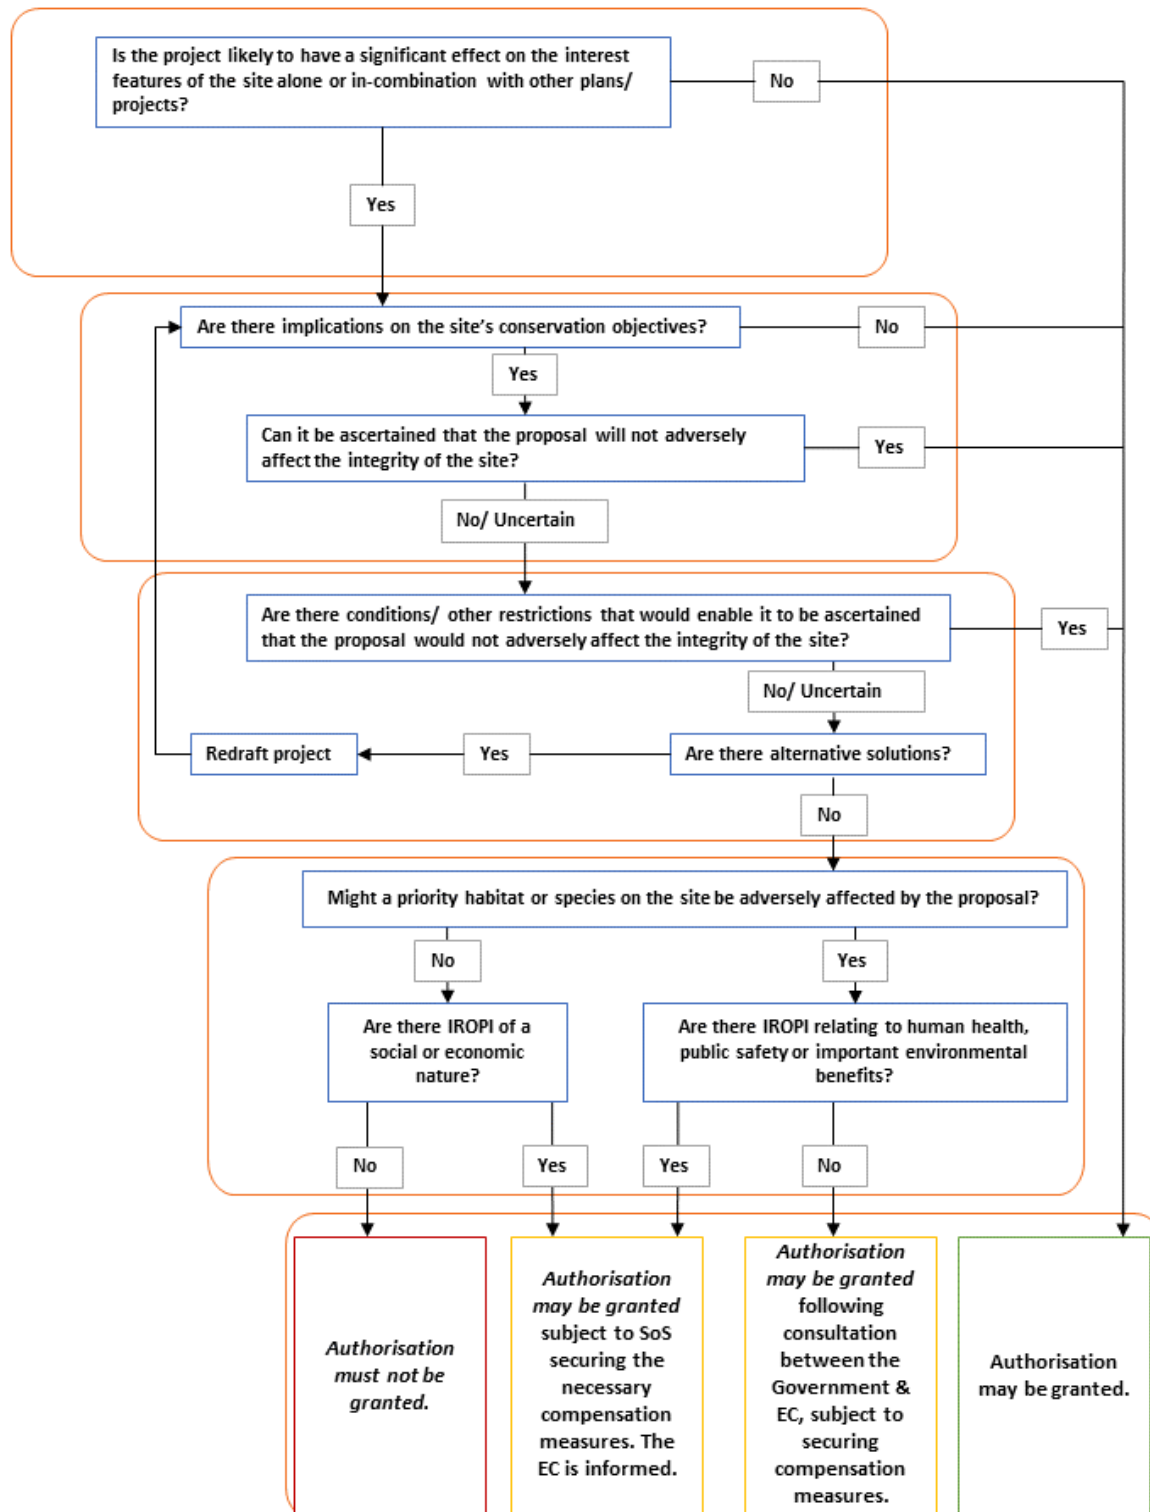 Is the project likely to have a significant effect on the interest
features of the site alone or in-combination with other plans/
projects?
No
Yes
Are there implications on the site's conservation objectives?
No
Yes
Can it be ascertained that the proposal will not adversely
affect the integrity of the site?
Yes
No/ Uncertain
Are there conditions/ other restrictions that would enable it to be ascertained
that the proposal would not adversely affect the integrity of the site?
Yes
No/ Uncertain
Redraft project
Yes
Are there alternative solutions?
No
Might a priority habitat or species on the site be adversely affected by the proposal?
No
Yes
Are there IROPI of a
social or economic
nature?
Are there IROPI relating to human health,
public safety or important environmental
benefits?
No
Yes
Yes
No
Authorisation
must not be
granted.
Authorisation
may be granted
subject to SoS
securing the
necessary
compensation
measures. The
EC is informed.
Authorisation
may be granted
following
consultation
between the
Government &
EC, subject to
securing
compensation
measures.
Authorisation
may be granted.